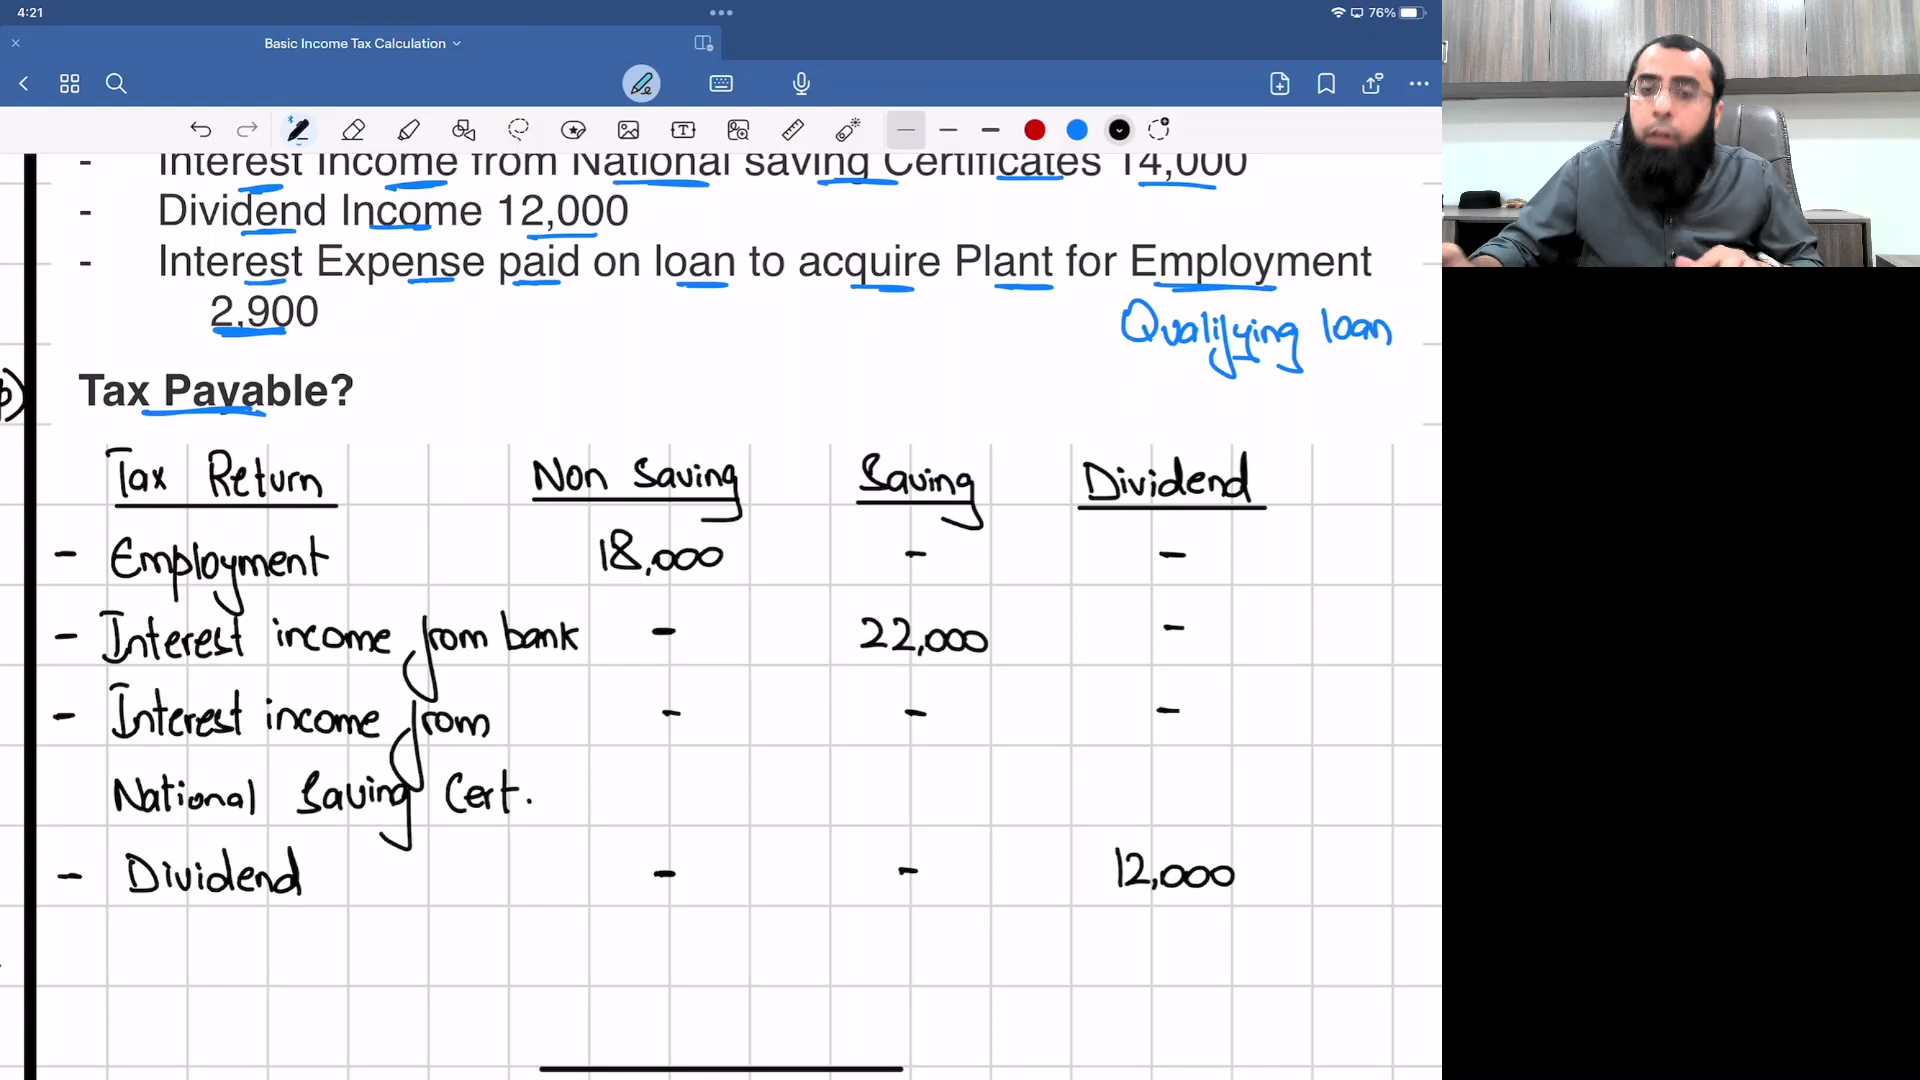 4:21
76%
Basic Income Tax Calculation
- Interest Income from National saving Certificates 14,000
- Dividend Income 12,000
- Interest Expense paid on loan to acquire Plant for Employment
2,900
Qualifying loan
Tax Payable?
Tax Return Non Saving Saving Dividend
- Employment 18,000 - -
- Interest income from bank - 22,000 -
- Interest income from - - -
National Saving Cert.
- Dividend - - 12,000